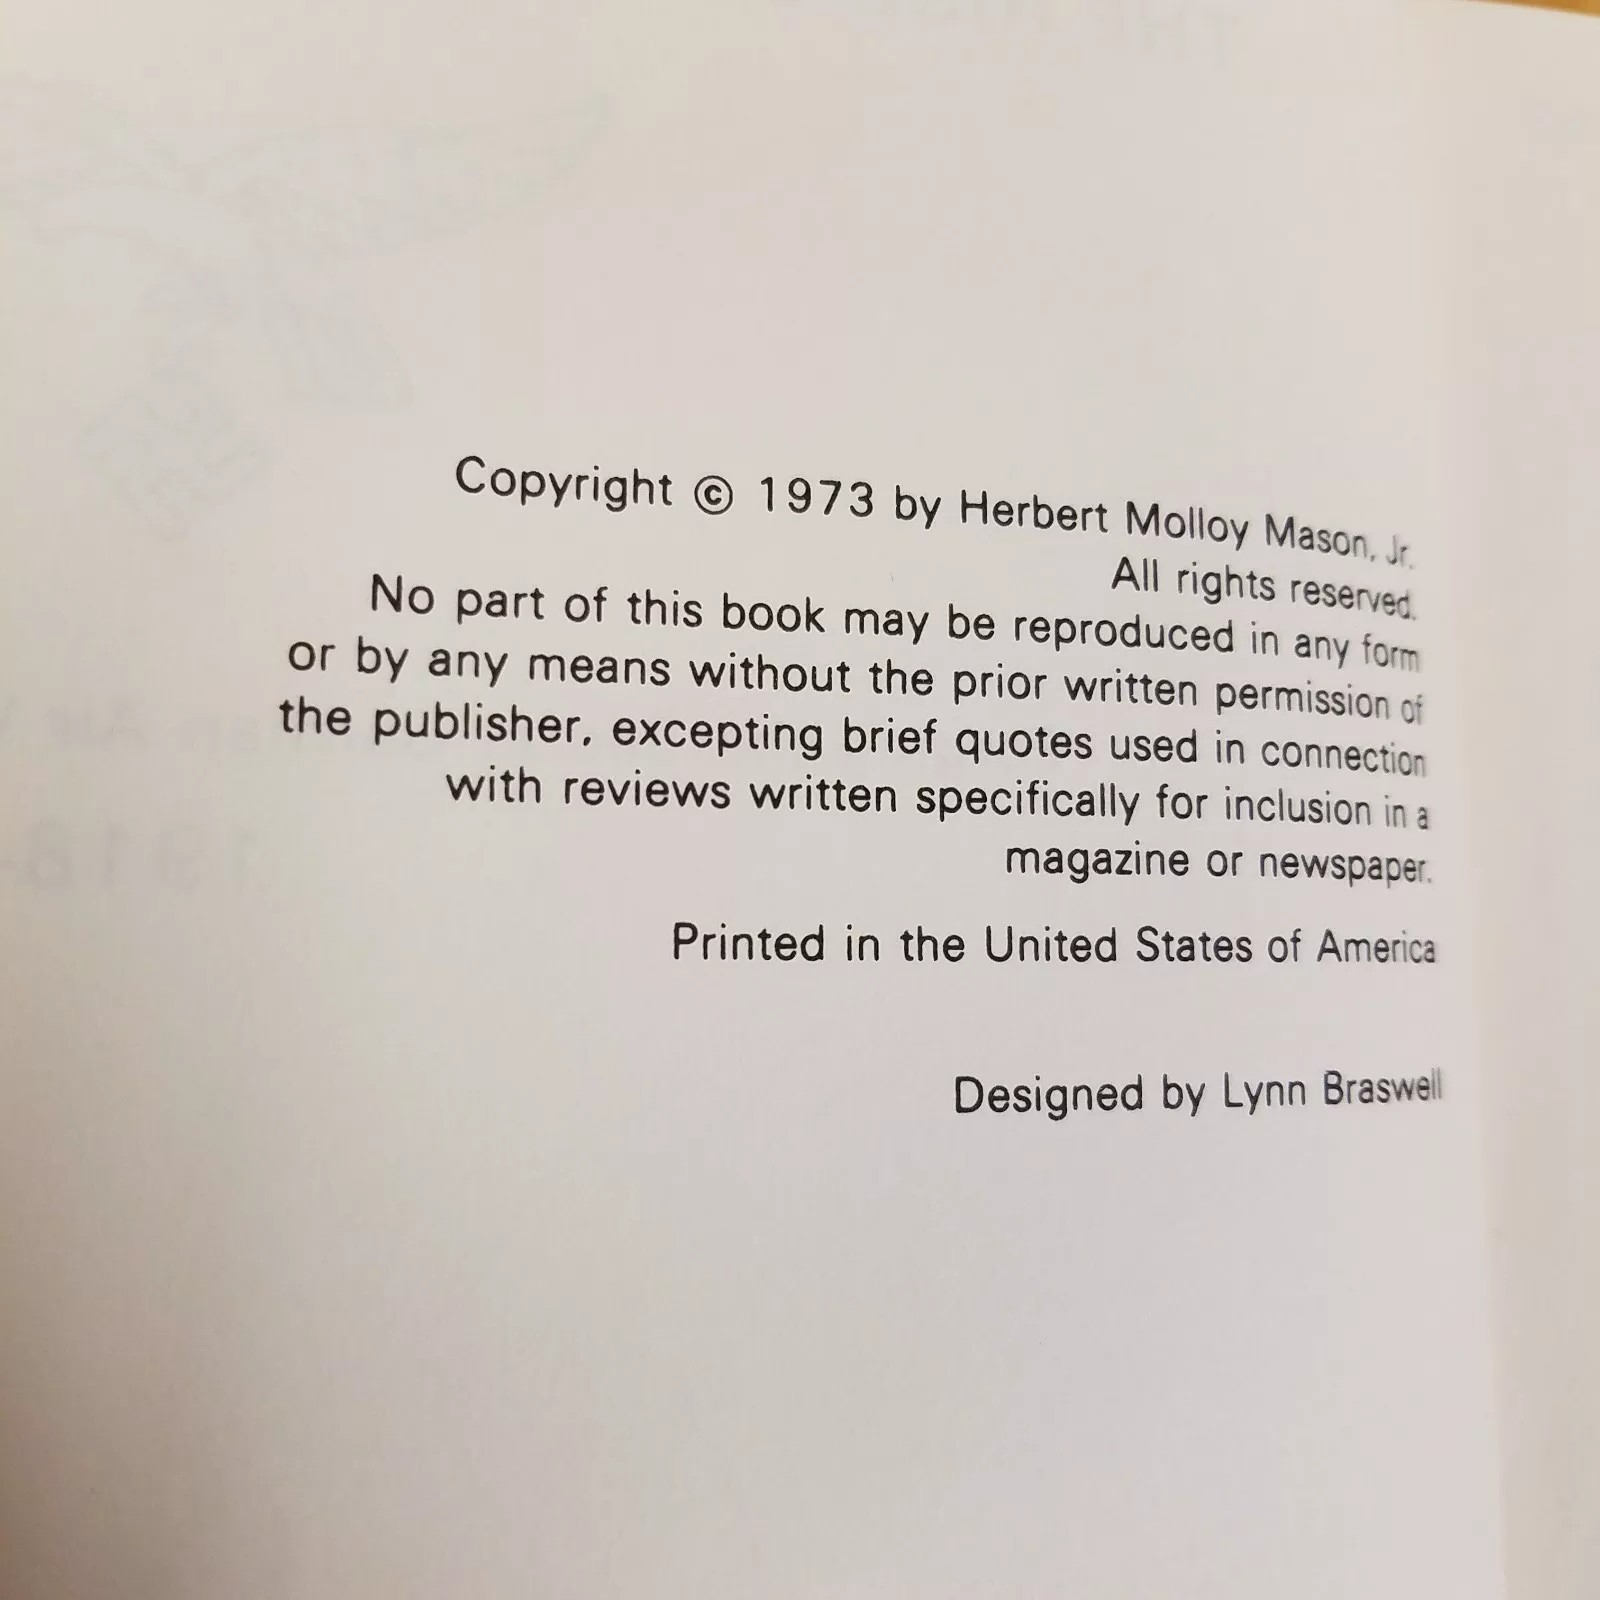 Copyright © 1973 by Herbert Molloy Mason, Jr.
All rights reserved.
No part of this book may be reproduced in any form
or by any means without the prior written permission of
the publisher, excepting brief quotes used in connection
with reviews written specifically for inclusion in a
magazine or newspaper.
Printed in the United States of America
Designed by Lynn Braswell